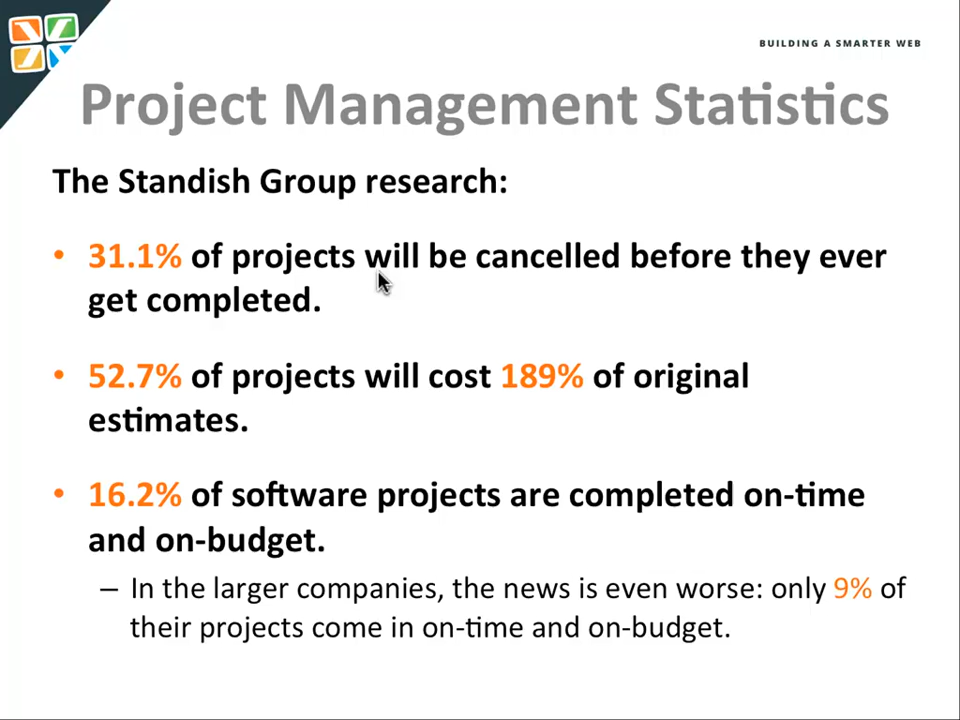 BUILDING A SMARTER WEB
Project Management Statistics
The Standish Group research:
• 31.1% of projects will be cancelled before they ever
get completed.
• 52.7% of projects will cost 189% of original
estimates.
• 16.2% of software projects are completed on-time
and on-budget.
– In the larger companies, the news is even worse: only 9% of
their projects come in on-time and on-budget.